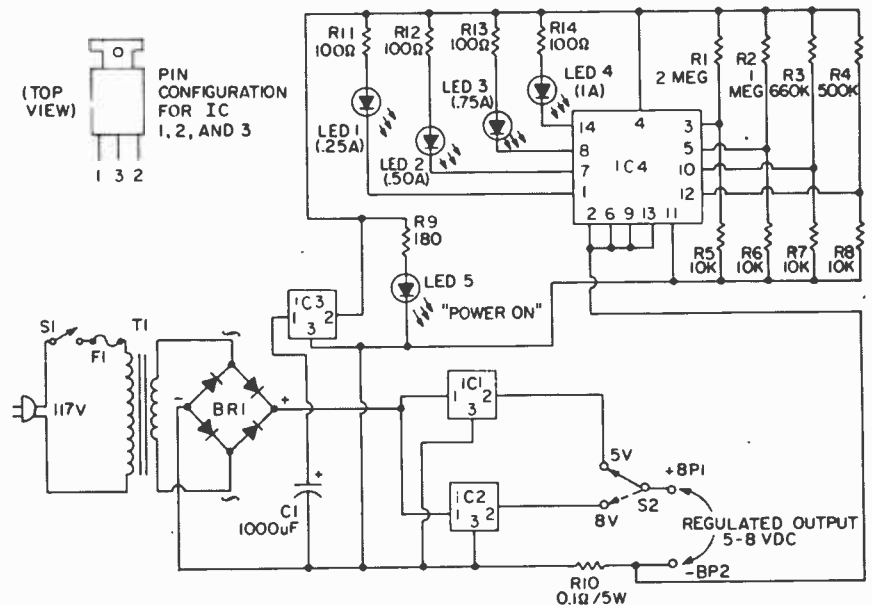 (TOP VIEW)
PIN CONFIGURATION FOR IC 1, 2, AND 3
1 3 2
R11 100Ω
R12 100Ω
R13 100Ω
R14 100Ω
LED 1 (.25A)
LED 2 (.50A)
LED 3 (.75A)
LED 4 (1A)
R1 2 MEG
R2 1 MEG
R3 660K
R4 500K
14
8
7
1
4
IC4
3
5
10
12
2 6 9 13 11
R5 10K
R6 10K
R7 10K
R8 10K
R9 180
LED 5
"POWER ON"
IC3
1 2
3
S1
F1
T1
117V
-
BR1
+
+
C1 1000uF
IC1
1 2
3
iC2
1 2
3
5V
8V
S2
+8P1
REGULATED OUTPUT 5-8 VDC
-BP2
R10 0.1Ω/5W